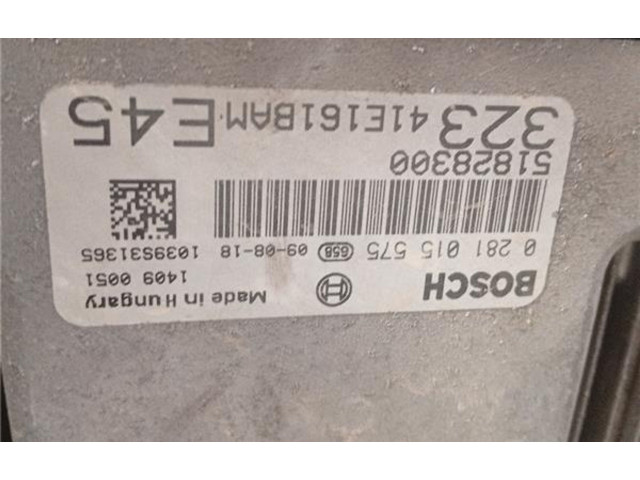 BOSCH Made in Hungary
1409 0051
0 281 015 575 658 09-08-18 1039S31365
51828300
323 41E161BAM E45